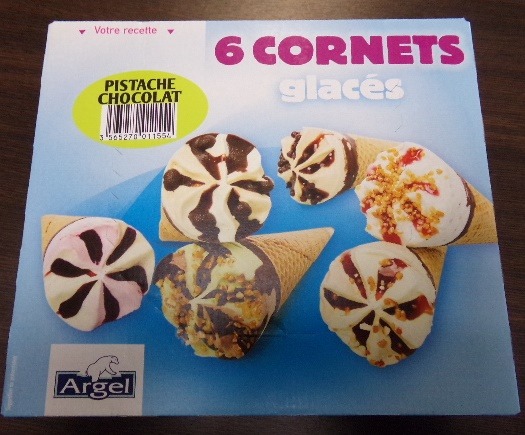 Votre recette
6 CORNETS
glacés
PISTACHE
CHOCOLAT
3 565270 011554
Argel